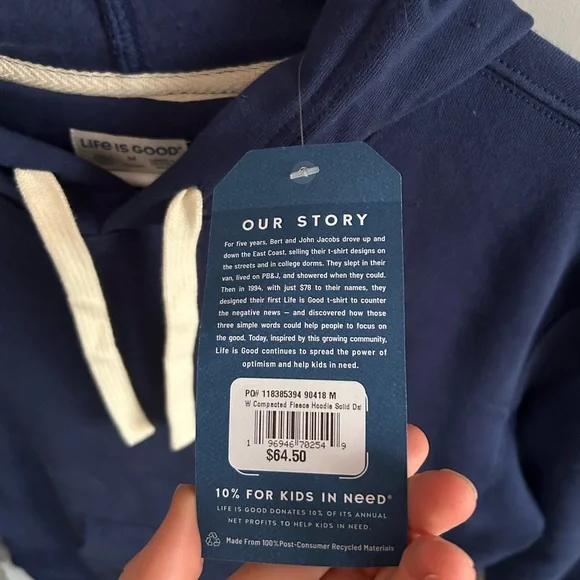 LIFE IS GOOD®
M
OUR STORY
For five years, Bert and John Jacobs drove up and
down the East Coast, selling their t-shirt designs on
the streets and in college dorms. They slept in their
van, lived on PB&J, and showered when they could.
Then in 1994, with just $78 to their names, they
designed their first Life is Good t-shirt to counter
the negative news — and discovered how those
three simple words could help people to focus on
the good. Today, inspired by this growing community,
Life is Good continues to spread the power of
optimism and help kids in need.
PO# 118385394 90418 M
W Compacted Fleece Hoodie Solid Dar
1 96946 70254 9
$64.50
10% FOR KIDS IN NeeD®
LIFE IS GOOD DONATES 10% OF ITS ANNUAL
NET PROFITS TO HELP KIDS IN NEED.
Made From 100% Post-Consumer Recycled Materials